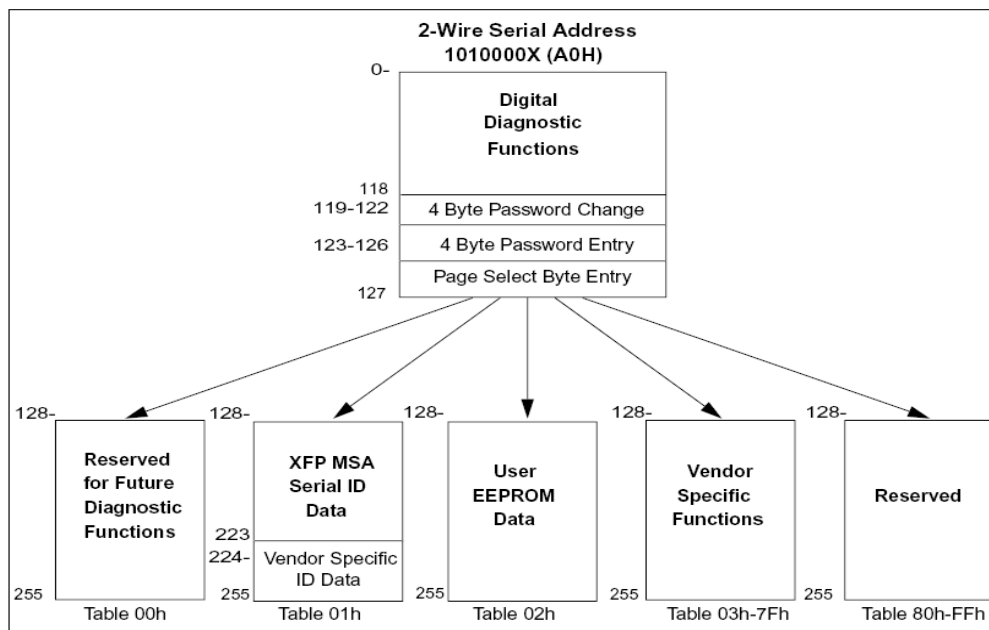 2-Wire Serial Address
1010000X (A0H)
0-
Digital
Diagnostic
Functions
118
119-122
4 Byte Password Change
123-126
4 Byte Password Entry
Page Select Byte Entry
127
128-
Reserved
for Future
Diagnostic
Functions
255
Table 00h
128-
XFP MSA
Serial ID
Data
223
224-
Vendor Specific
ID Data
255
Table 01h
128-
User
EEPROM
Data
255
Table 02h
128-
Vendor
Specific
Functions
255
Table 03h-7Fh
128-
Reserved
255
Table 80h-FFh